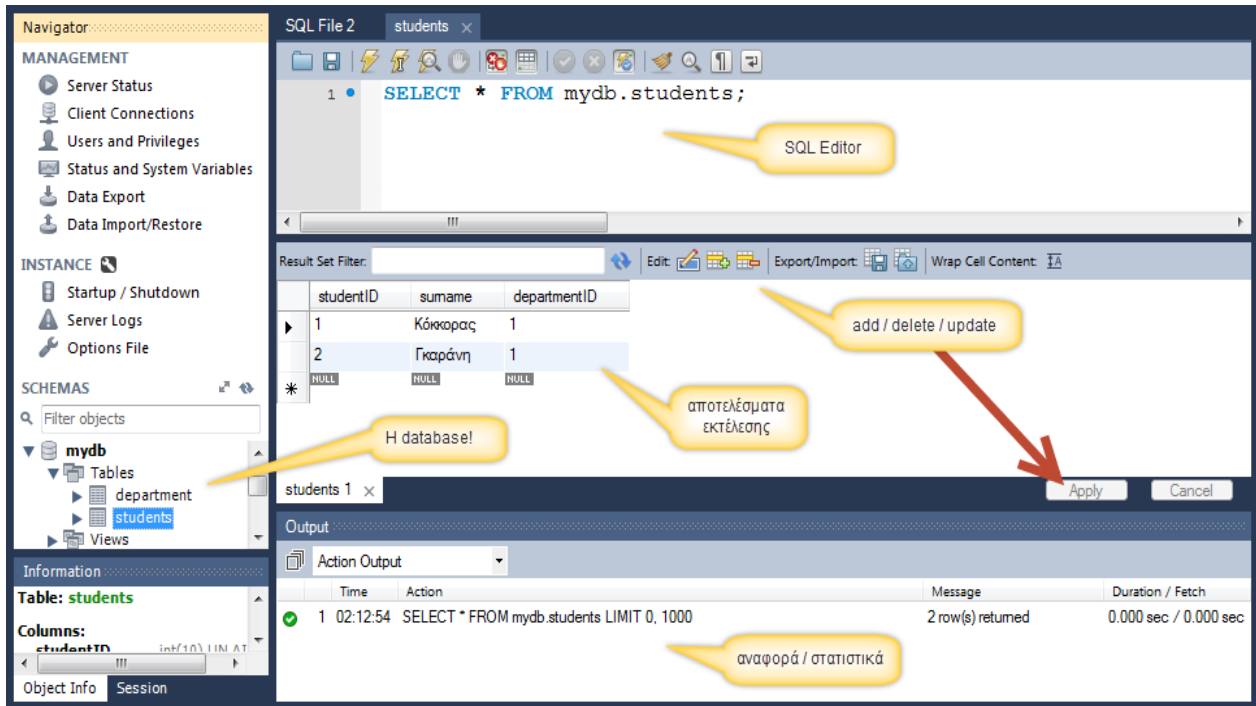 Navigator
MANAGEMENT
Server Status
Client Connections
Users and Privileges
Status and System Variables
Data Export
Data Import/Restore
INSTANCE
Startup / Shutdown
Server Logs
Options File
SCHEMAS
Filter objects
mydb
Tables
department
students
Views
Information
Table: students
Columns:
studentID int(10) UN AI
Object Info Session
SQL File 2 students
1 SELECT * FROM mydb.students;
SQL Editor
Result Set Filter: Edit: Export/Import: Wrap Cell Content:
studentID surname departmentID
1 Κόκκορας 1
2 Γκαράνη 1
NULL NULL NULL
add / delete / update
αποτελέσματα
εκτέλεσης
Η database!
students 1
Apply Cancel
Output
Action Output
Time Action Message Duration / Fetch
1 02:12:54 SELECT * FROM mydb.students LIMIT 0, 1000 2 row(s) returned 0.000 sec / 0.000 sec
αναφορά / στατιστικά